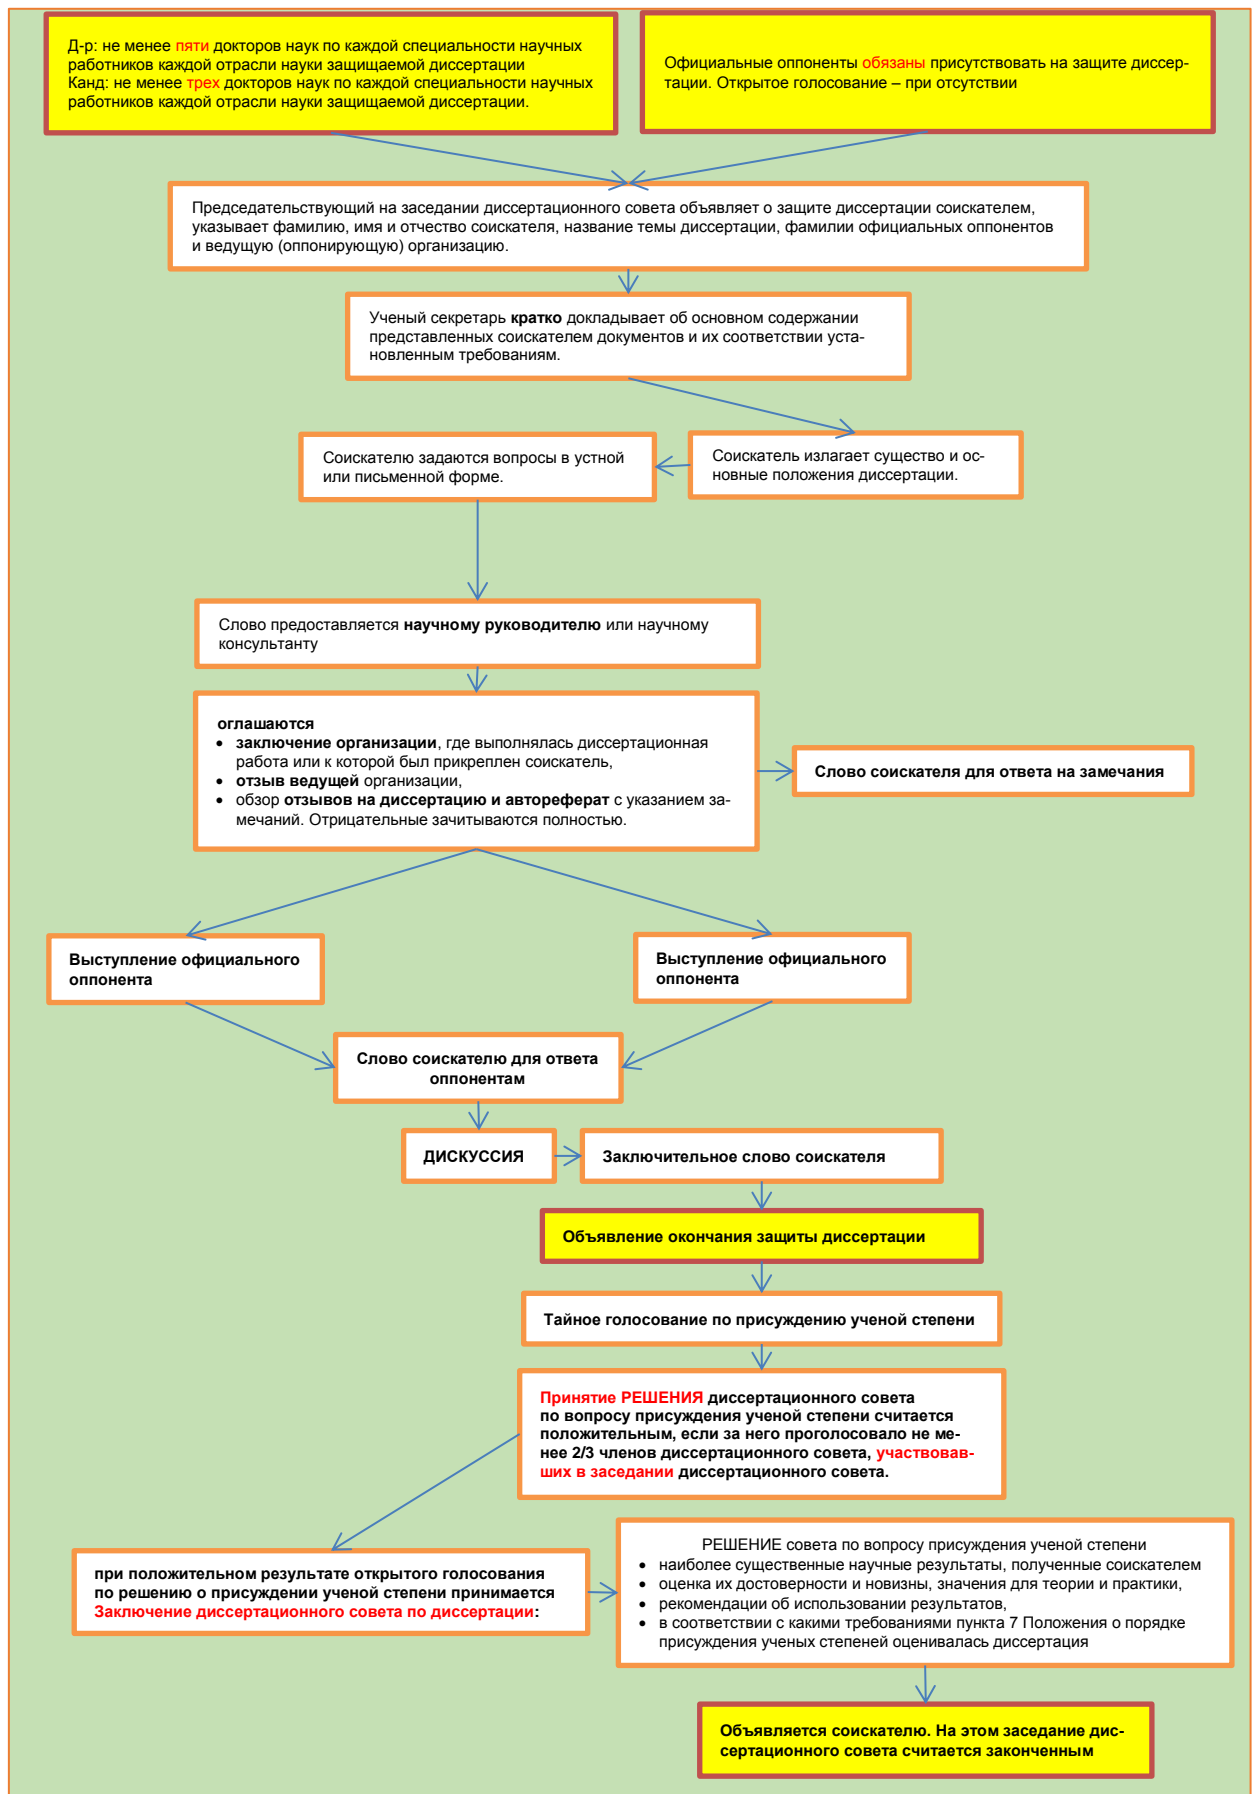 Д-р: не менее пяти докторов наук по каждой специальности научных
работников каждой отрасли науки защищаемой диссертации
Канд: не менее трех докторов наук по каждой специальности научных
работников каждой отрасли науки защищаемой диссертации.
Официальные оппоненты обязаны присутствовать на защите диссер-
тации. Открытое голосование – при отсутствии
Председательствующий на заседании диссертационного совета объявляет о защите диссертации соискателем,
указывает фамилию, имя и отчество соискателя, название темы диссертации, фамилии официальных оппонентов
и ведущую (оппонирующую) организацию.
Ученый секретарь кратко докладывает об основном содержании
представленных соискателем документов и их соответствии уста-
новленным требованиям.
Соискатель излагает существо и ос-
новные положения диссертации.
Соискателю задаются вопросы в устной
или письменной форме.
Слово предоставляется научному руководителю или научному
консультанту
оглашаются
• заключение организации, где выполнялась диссертационная
работа или к которой был прикреплен соискатель,
• отзыв ведущей организации,
• обзор отзывов на диссертацию и автореферат с указанием за-
мечаний. Отрицательные зачитываются полностью.
Слово соискателя для ответа на замечания
Выступление официального
оппонента
Выступление официального
оппонента
Слово соискателю для ответа
оппонентам
ДИСКУССИЯ
Заключительное слово соискателя
Объявление окончания защиты диссертации
Тайное голосование по присуждению ученой степени
Принятие РЕШЕНИЯ диссертационного совета
по вопросу присуждения ученой степени считается
положительным, если за него проголосовало не ме-
нее 2/3 членов диссертационного совета, участвовав-
ших в заседании диссертационного совета.
при положительном результате открытого голосования
по решению о присуждении ученой степени принимается
Заключение диссертационного совета по диссертации:
РЕШЕНИЕ совета по вопросу присуждения ученой степени
• наиболее существенные научные результаты, полученные соискателем
• оценка их достоверности и новизны, значения для теории и практики,
• рекомендации об использовании результатов,
• в соответствии с какими требованиями пункта 7 Положения о порядке
присуждения ученых степеней оценивалась диссертация
Объявляется соискателю. На этом заседание дис-
сертационного совета считается законченным